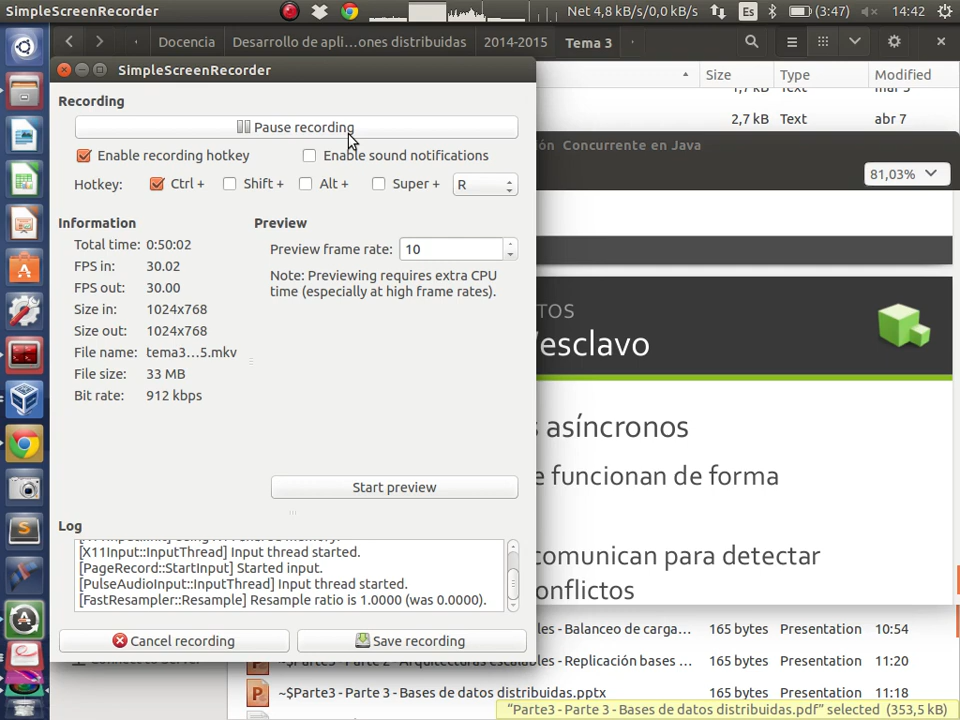 SimpleScreenRecorder
Net 4,8 kB/s/0,0 kB/s
Es
(3:47)
14:42
Docencia
Desarrollo de apli...ones distribuidas
2014-2015
Tema 3
SimpleScreenRecorder
Size
Type
Modified
1,7 kB
Text
mar 5
2,7 kB
Text
abr 7
Concurrente en Java
81,03%
Recording
Pause recording
Enable recording hotkey
Enable sound notifications
Hotkey:
Ctrl +
Shift +
Alt +
Super +
R
Information
Total time: 0:50:02
FPS in: 30.02
FPS out: 30.00
Size in: 1024x768
Size out: 1024x768
File name: tema3...5.mkv
File size: 33 MB
Bit rate: 912 kbps
Preview
Preview frame rate: 10
Note: Previewing requires extra CPU
time (especially at high frame rates).
Start preview
TOS
/esclavo
s asíncronos
e funcionan de forma
comunican para detectar
onflictos
Log
[X11Input::InputThread] Input thread started.
[PageRecord::StartInput] Started input.
[PulseAudioInput::InputThread] Input thread started.
[FastResampler::Resample] Resample ratio is 1.0000 (was 0.0000).
Cancel recording
Save recording
les - Balanceo de carga...
165 bytes
Presentation
10:54
~$Parte3 - Parte 2 - Arquitecturas escalables - Replicación bases ...
165 bytes
Presentation
11:20
~$Parte3 - Parte 3 - Bases de datos distribuidas.pptx
165 bytes
Presentation
11:18
"Parte3 - Parte 3 - Bases de datos distribuidas.pdf" selected (353,5 kB)